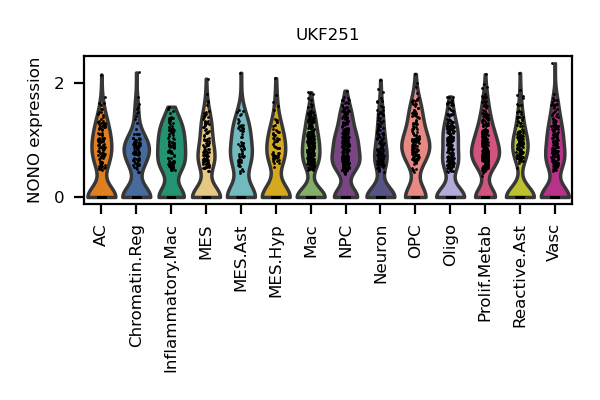 UKF251
NONO expression
2
0
AC
Chromatin.Reg
Inflammatory.Mac
MES
MES.Ast
MES.Hyp
Mac
NPC
Neuron
OPC
Oligo
Prolif.Metab
Reactive.Ast
Vasc